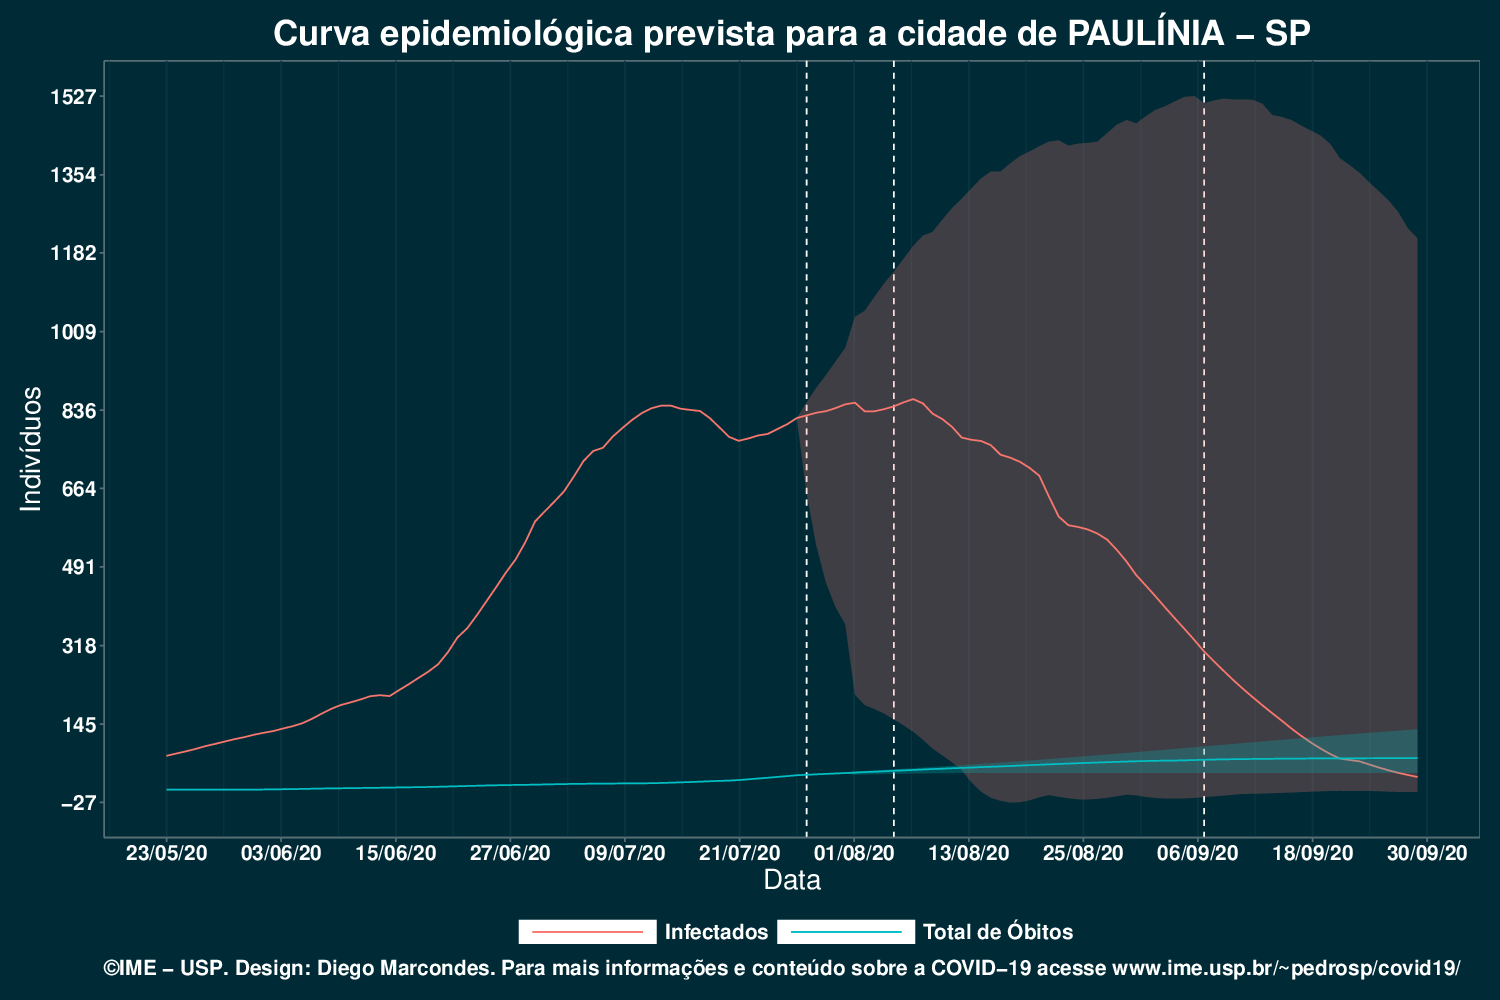 Curva epidemiológica prevista para a cidade de PAULÍNIA – SP
1527
1354
1182
1009
836
664
491
318
145
−27
Indivíduos
23/05/20 03/06/20 15/06/20 27/06/20 09/07/20 21/07/20 01/08/20 13/08/20 25/08/20 06/09/20 18/09/20 30/09/20
Data
Infectados Total de Óbitos
©IME – USP. Design: Diego Marcondes. Para mais informações e conteúdo sobre a COVID−19 acesse www.ime.usp.br/~pedrosp/covid19/